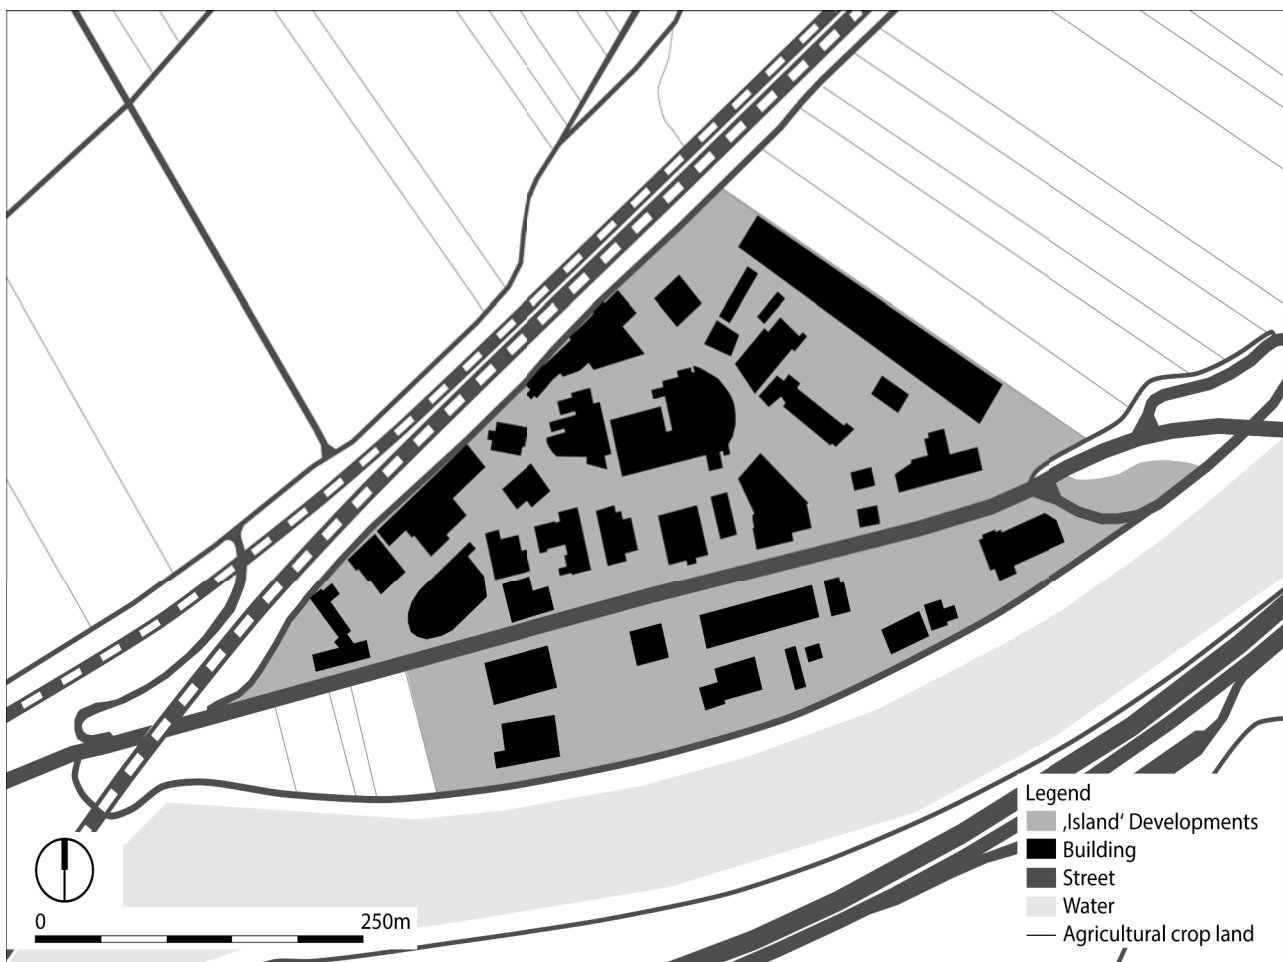 Legend
‚Island‘ Developments
Building
Street
Water
Agricultural crop land
0 250m